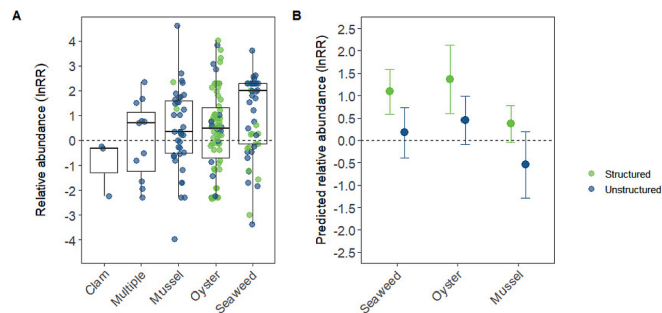 A
B
Relative abundance (lnRR)
4
3
2
1
0
-1
-2
-3
-4
Clam
Multiple
Mussel
Oyster
Seaweed
Predicted relative abundance (lnRR)
2.5
2.0
1.5
1.0
0.5
0.0
-0.5
-1.0
-1.5
-2.0
-2.5
Seaweed
Oyster
Mussel
Structured
Unstructured